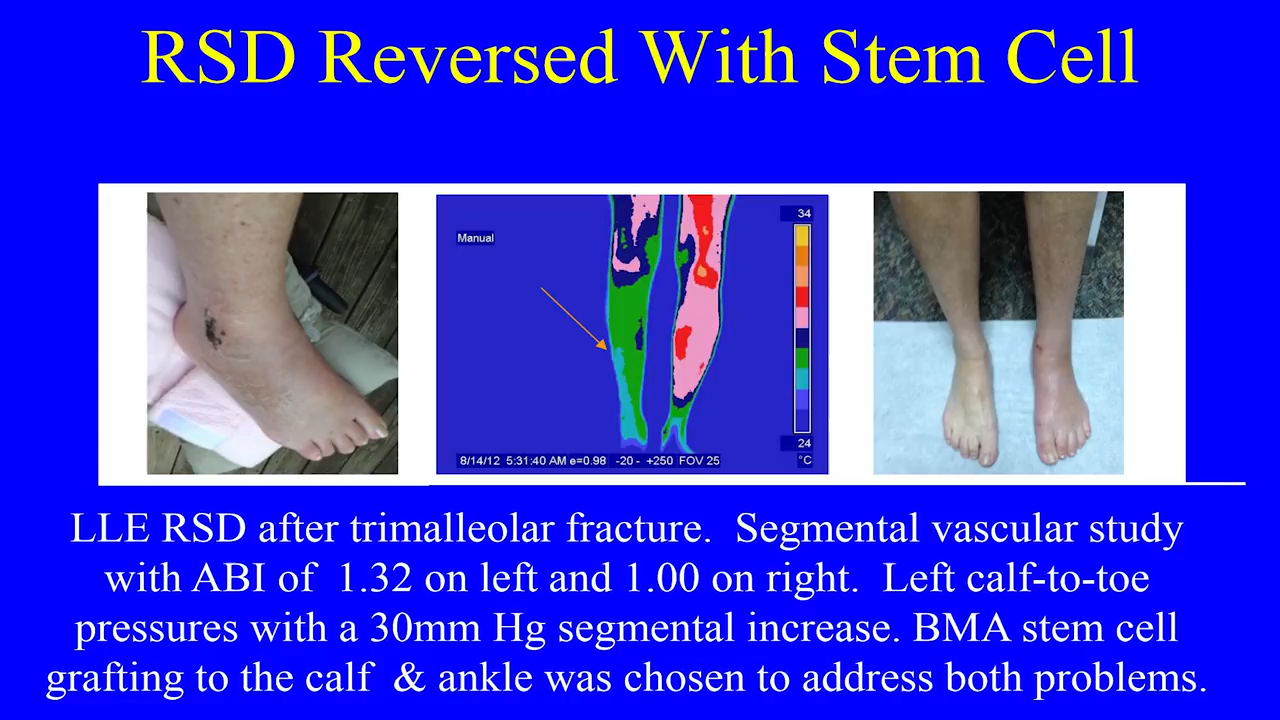 RSD Reversed With Stem Cell
Manual
34
24
°C
8/14/12 5:31:40 AM e=0.98 -20 - +250 FOV 25
LLE RSD after trimalleolar fracture. Segmental vascular study
with ABI of 1.32 on left and 1.00 on right. Left calf-to-toe
pressures with a 30mm Hg segmental increase. BMA stem cell
grafting to the calf & ankle was chosen to address both problems.